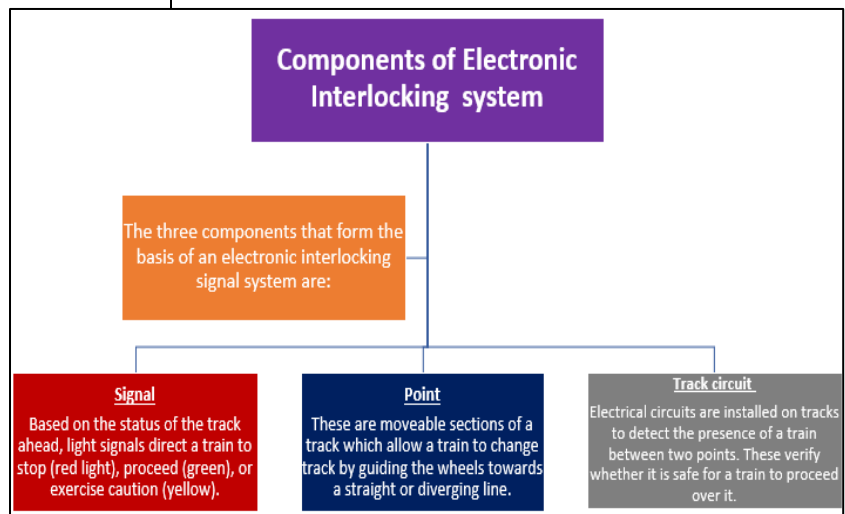 Components of Electronic
Interlocking system
The three components that form the
basis of an electronic interlocking
signal system are:
Signal
Based on the status of the track
ahead, light signals direct a train to
stop (red light), proceed (green), or
exercise caution (yellow).
Point
These are moveable sections of a
track which allow a train to change
track by guiding the wheels towards
a straight or diverging line.
Track circuit
Electrical circuits are installed on tracks
to detect the presence of a train
between two points. These verify
whether it is safe for a train to proceed
over it.